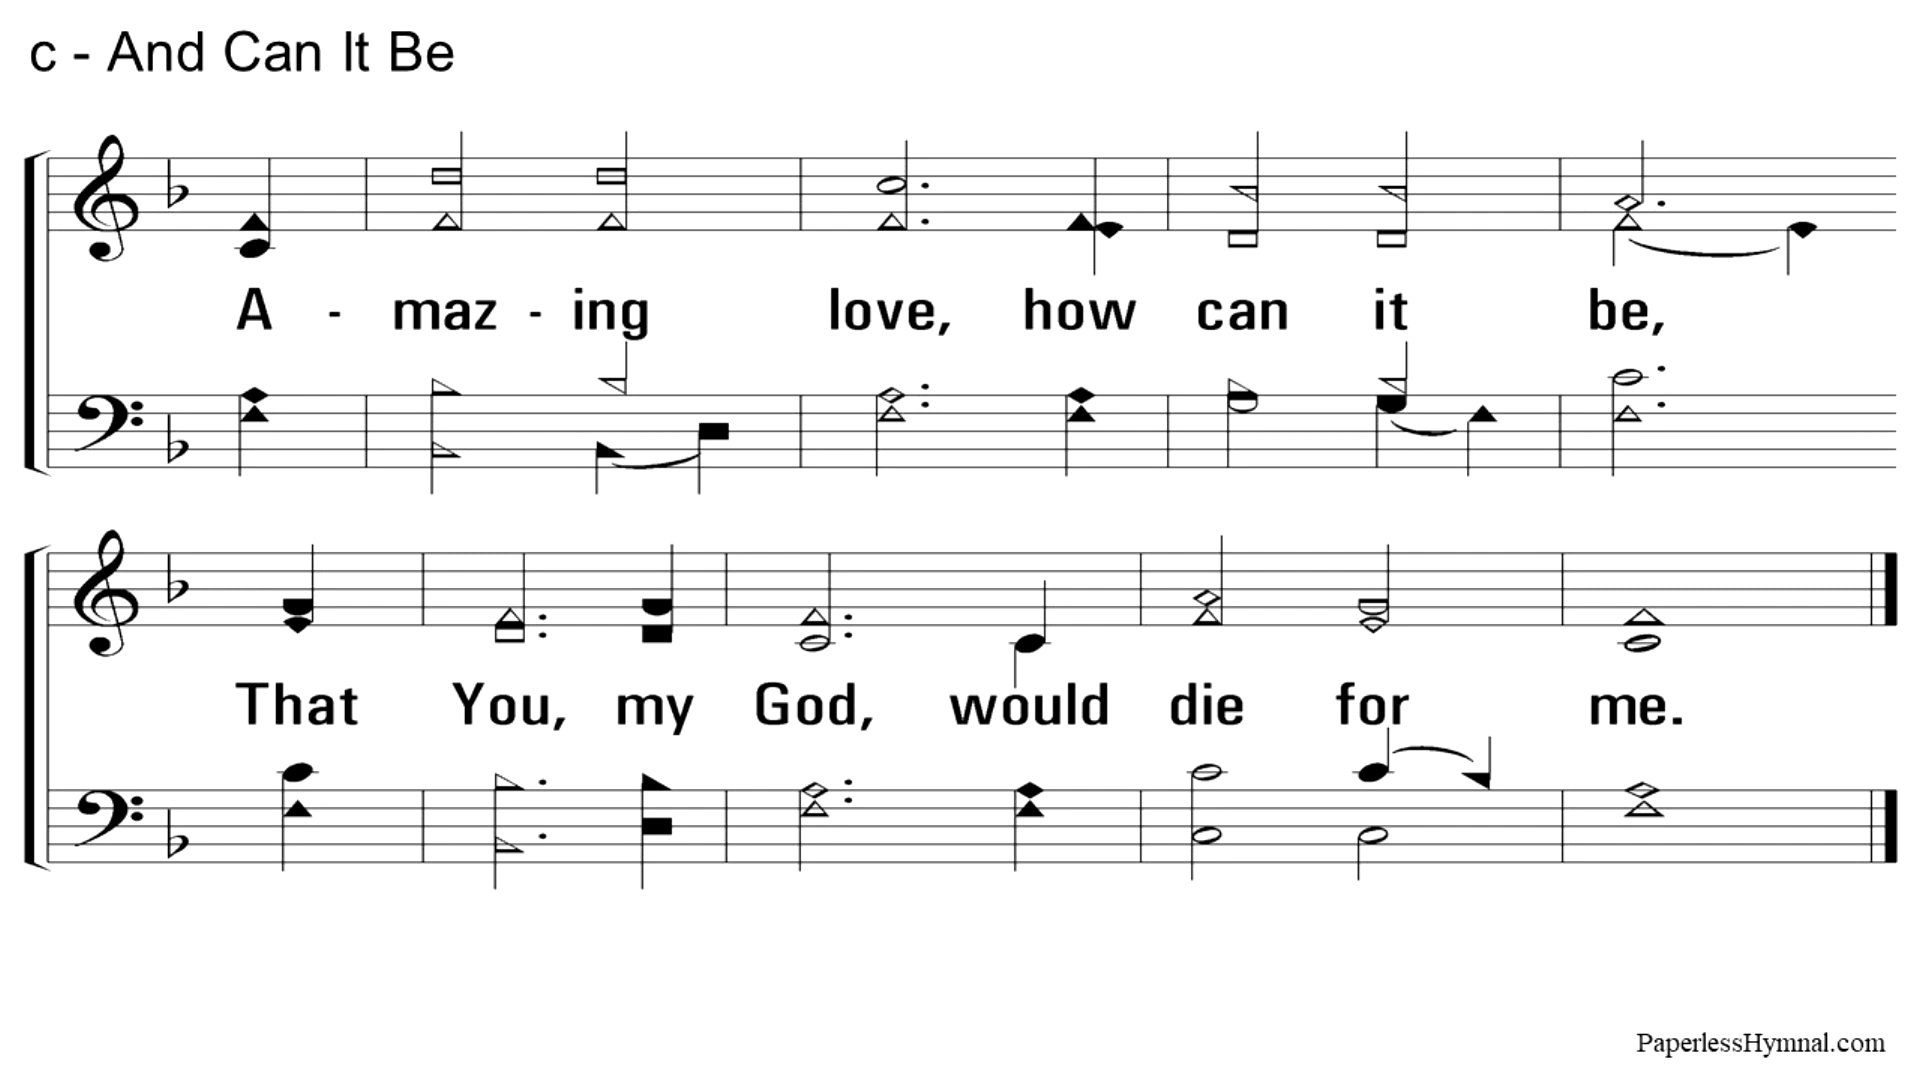 c - And Can It Be
A - maz - ing love, how can it be,
That You, my God, would die for me.
PaperlessHymnal.com